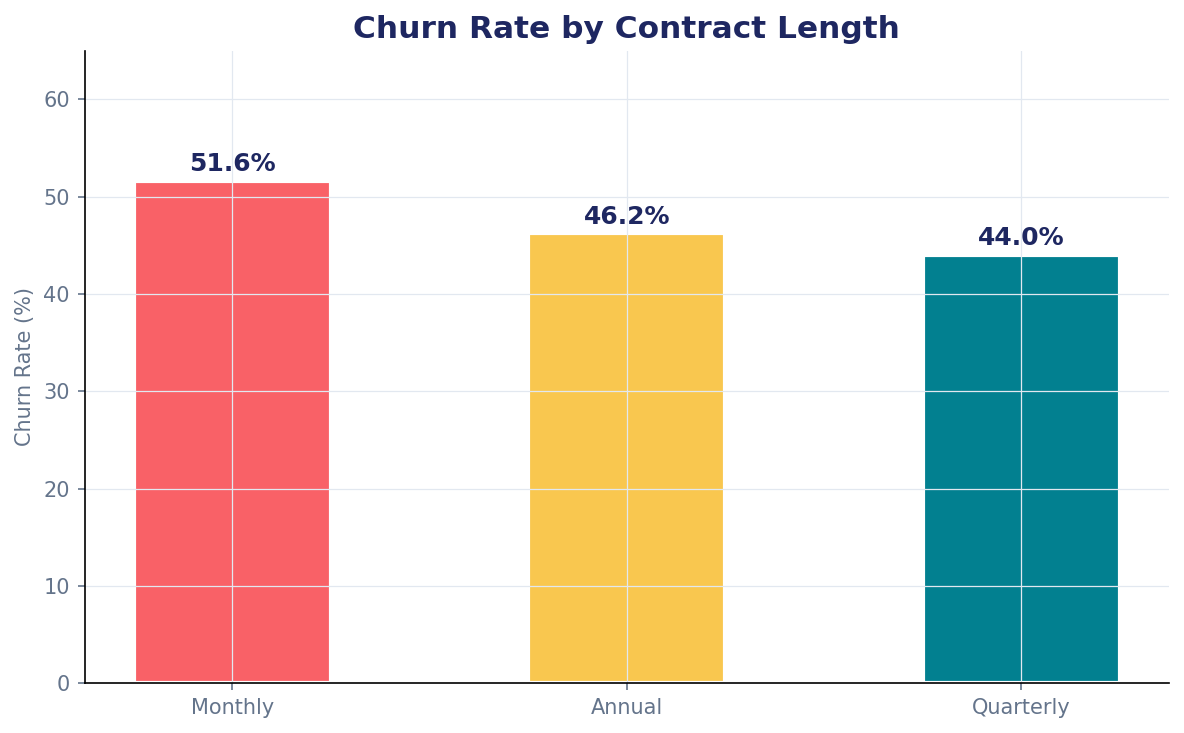 Churn Rate by Contract Length
Churn Rate (%)
60
50
40
30
20
10
0
51.6%
46.2%
44.0%
Monthly
Annual
Quarterly